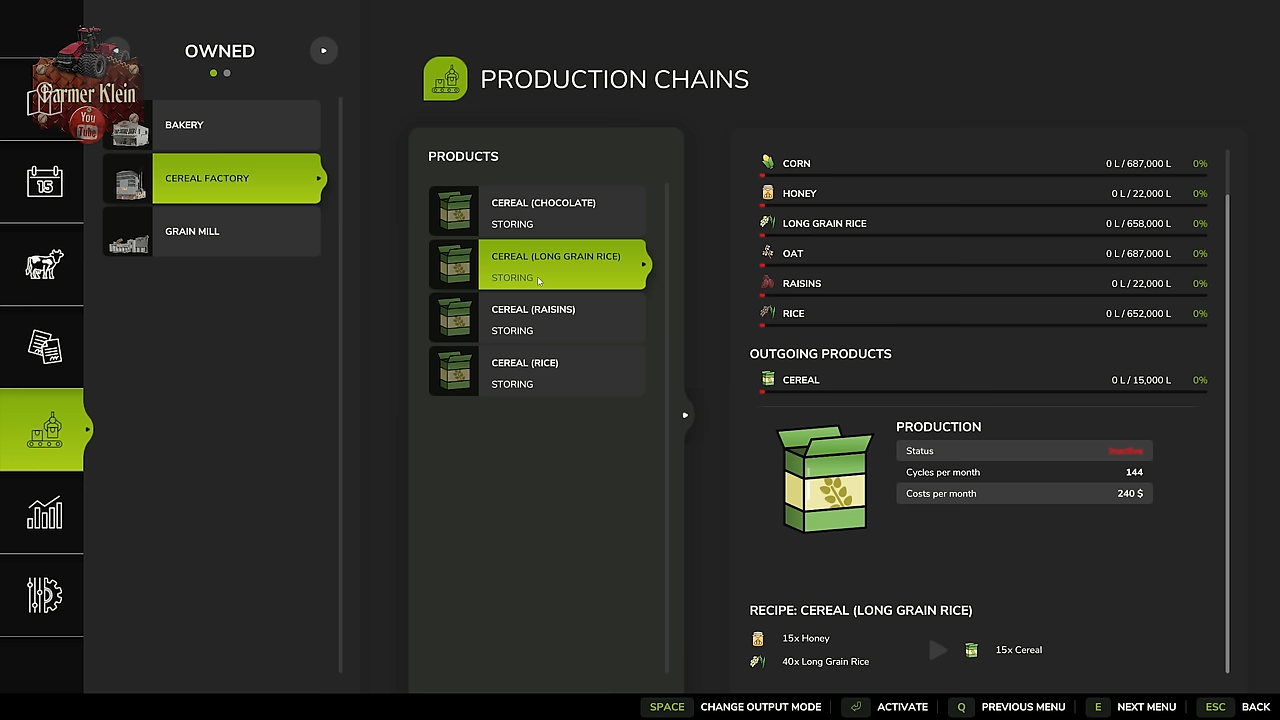 Farmer Klein
You
Tube
15
OWNED
BAKERY
CEREAL FACTORY
GRAIN MILL
PRODUCTION CHAINS
PRODUCTS
CEREAL (CHOCOLATE)
STORING
CEREAL (LONG GRAIN RICE)
STORING
CEREAL (RAISINS)
STORING
CEREAL (RICE)
STORING
CORN 0 L / 687,000 L 0%
HONEY 0 L / 22,000 L 0%
LONG GRAIN RICE 0 L / 658,000 L 0%
OAT 0 L / 687,000 L 0%
RAISINS 0 L / 22,000 L 0%
RICE 0 L / 652,000 L 0%
OUTGOING PRODUCTS
CEREAL 0 L / 15,000 L 0%
PRODUCTION
Status Inactive
Cycles per month 144
Costs per month 240 $
RECIPE: CEREAL (LONG GRAIN RICE)
15x Honey
40x Long Grain Rice
15x Cereal
SPACE CHANGE OUTPUT MODE ACTIVATE Q PREVIOUS MENU E NEXT MENU ESC BACK